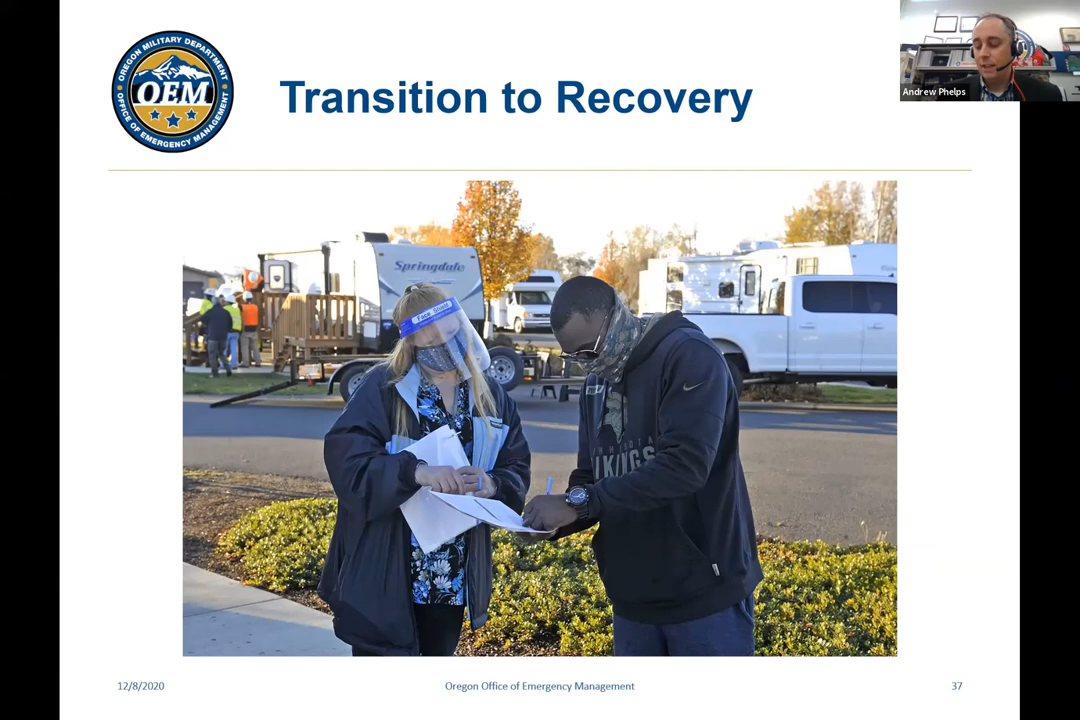 OREGON MILITARY DEPARTMENT
OEM
OFFICE OF EMERGENCY MANAGEMENT
Transition to Recovery
Andrew Phelps
Springdale
Face Shield
VIKINGS
12/8/2020
Oregon Office of Emergency Management
37